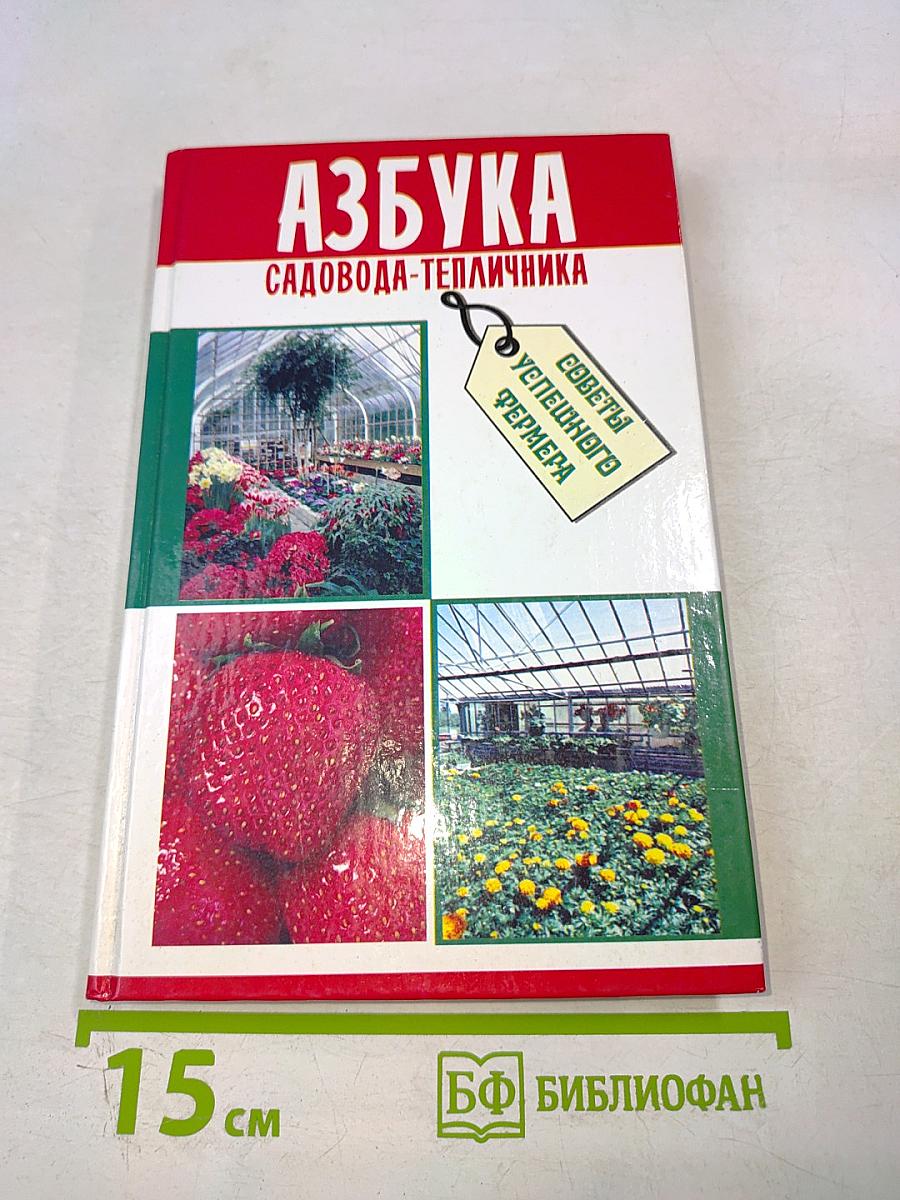 АЗБУКА
САДОВОДА-ТЕПЛИЧНИКА
СОВЕТЫ
УСПЕШНОГО
ФЕРМЕРА
15 см
БФ БИБЛИОФАН